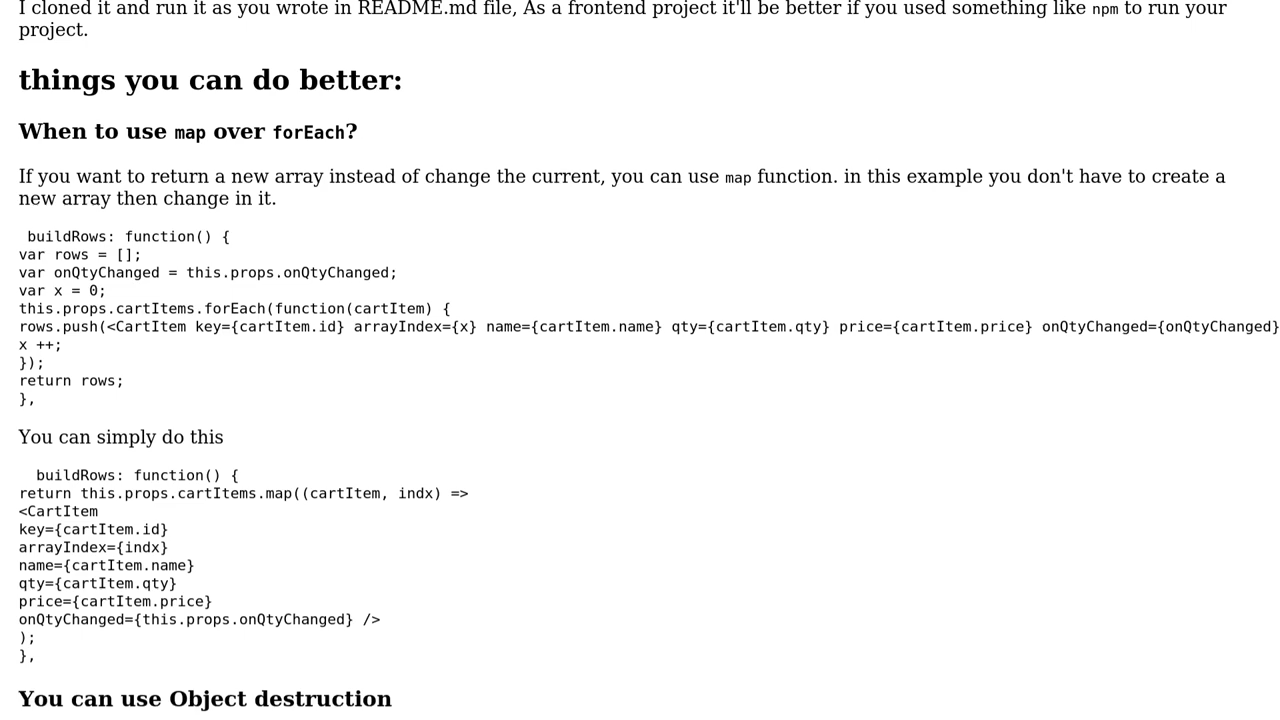 I cloned it and run it as you wrote in README.md file, As a frontend project it'll be better if you used something like npm to run your
project.
things you can do better:
When to use map over forEach?
If you want to return a new array instead of change the current, you can use map function. in this example you don't have to create a
new array then change in it.
buildRows: function() {
var rows = [];
var onQtyChanged = this.props.onQtyChanged;
var x = 0;
this.props.cartItems.forEach(function(cartItem) {
rows.push(<CartItem key={cartItem.id} arrayIndex={x} name={cartItem.name} qty={cartItem.qty} price={cartItem.price} onQtyChanged={onQtyChanged}
x ++;
});
return rows;
},
You can simply do this
buildRows: function() {
return this.props.cartItems.map((cartItem, indx) =>
<CartItem
key={cartItem.id}
arrayIndex={indx}
name={cartItem.name}
qty={cartItem.qty}
price={cartItem.price}
onQtyChanged={this.props.onQtyChanged} />
);
},
You can use Object destruction